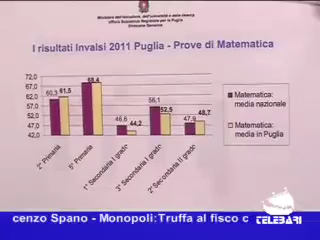 Ministero dell'Istruzione, dell'Università e della Ricerca
Ufficio Scolastico Regionale per la Puglia
Direzione Generale
I risultati Invalsi 2011 Puglia - Prove di Matematica
72,0
67,0
62,0
57,0
52,0
47,0
42,0
60,3
61,5
68,4
46,6
44,2
56,1
52,5
47,9
48,7
2° Primaria
5° Primaria
1° Secondaria I grado
3° Secondaria I grado
2° Secondaria II grado
Matematica: media nazionale
Matematica: media in Puglia
cenzo Spano - Monopoli:Truffa al fisco c
TELEBARI